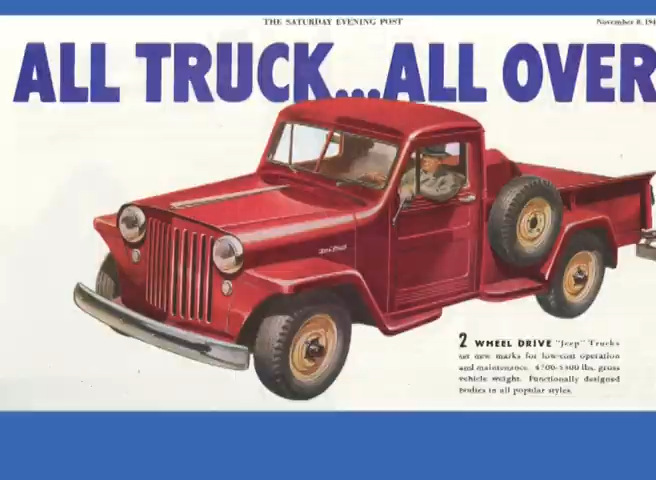 THE SATURDAY EVENING POST
November 8, 194
ALL TRUCK...ALL OVER
2 WHEEL DRIVE "Jeep" Trucks
set new marks for low-cost operation
and maintenance. 4700-5300 lbs. gross
vehicle weight. Functionally designed
bodies in all popular styles.